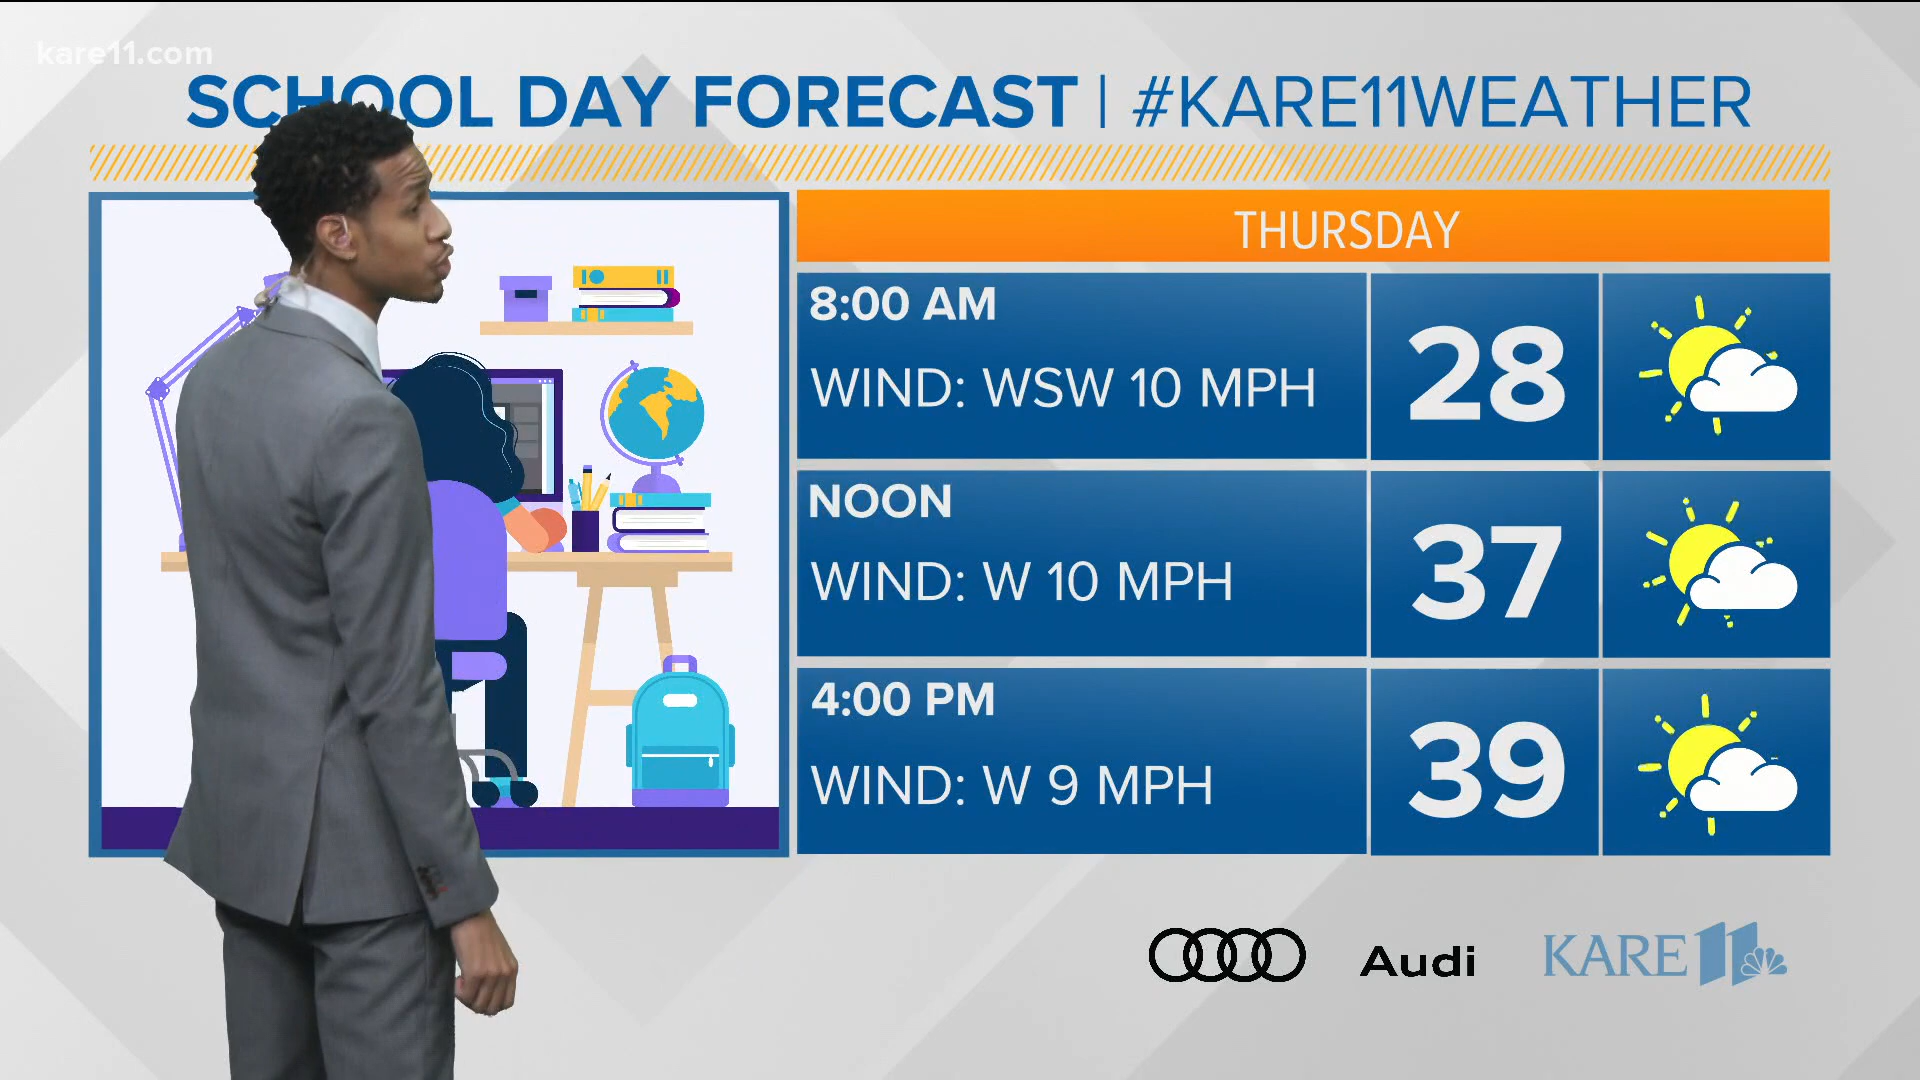 kare11.com
SCHOOL DAY FORECAST | #KARE11WEATHER
THURSDAY
8:00 AM
WIND: WSW 10 MPH
28
NOON
WIND: W 10 MPH
37
4:00 PM
WIND: W 9 MPH
39
Audi KARE 11